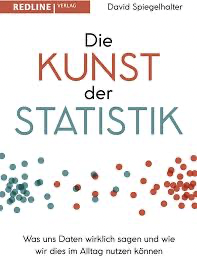 REDLINE | VERLAG
David Spiegelhalter
Die
KUNST
der
STATISTIK
Was uns Daten wirklich sagen und wie
wir dies im Alltag nutzen können